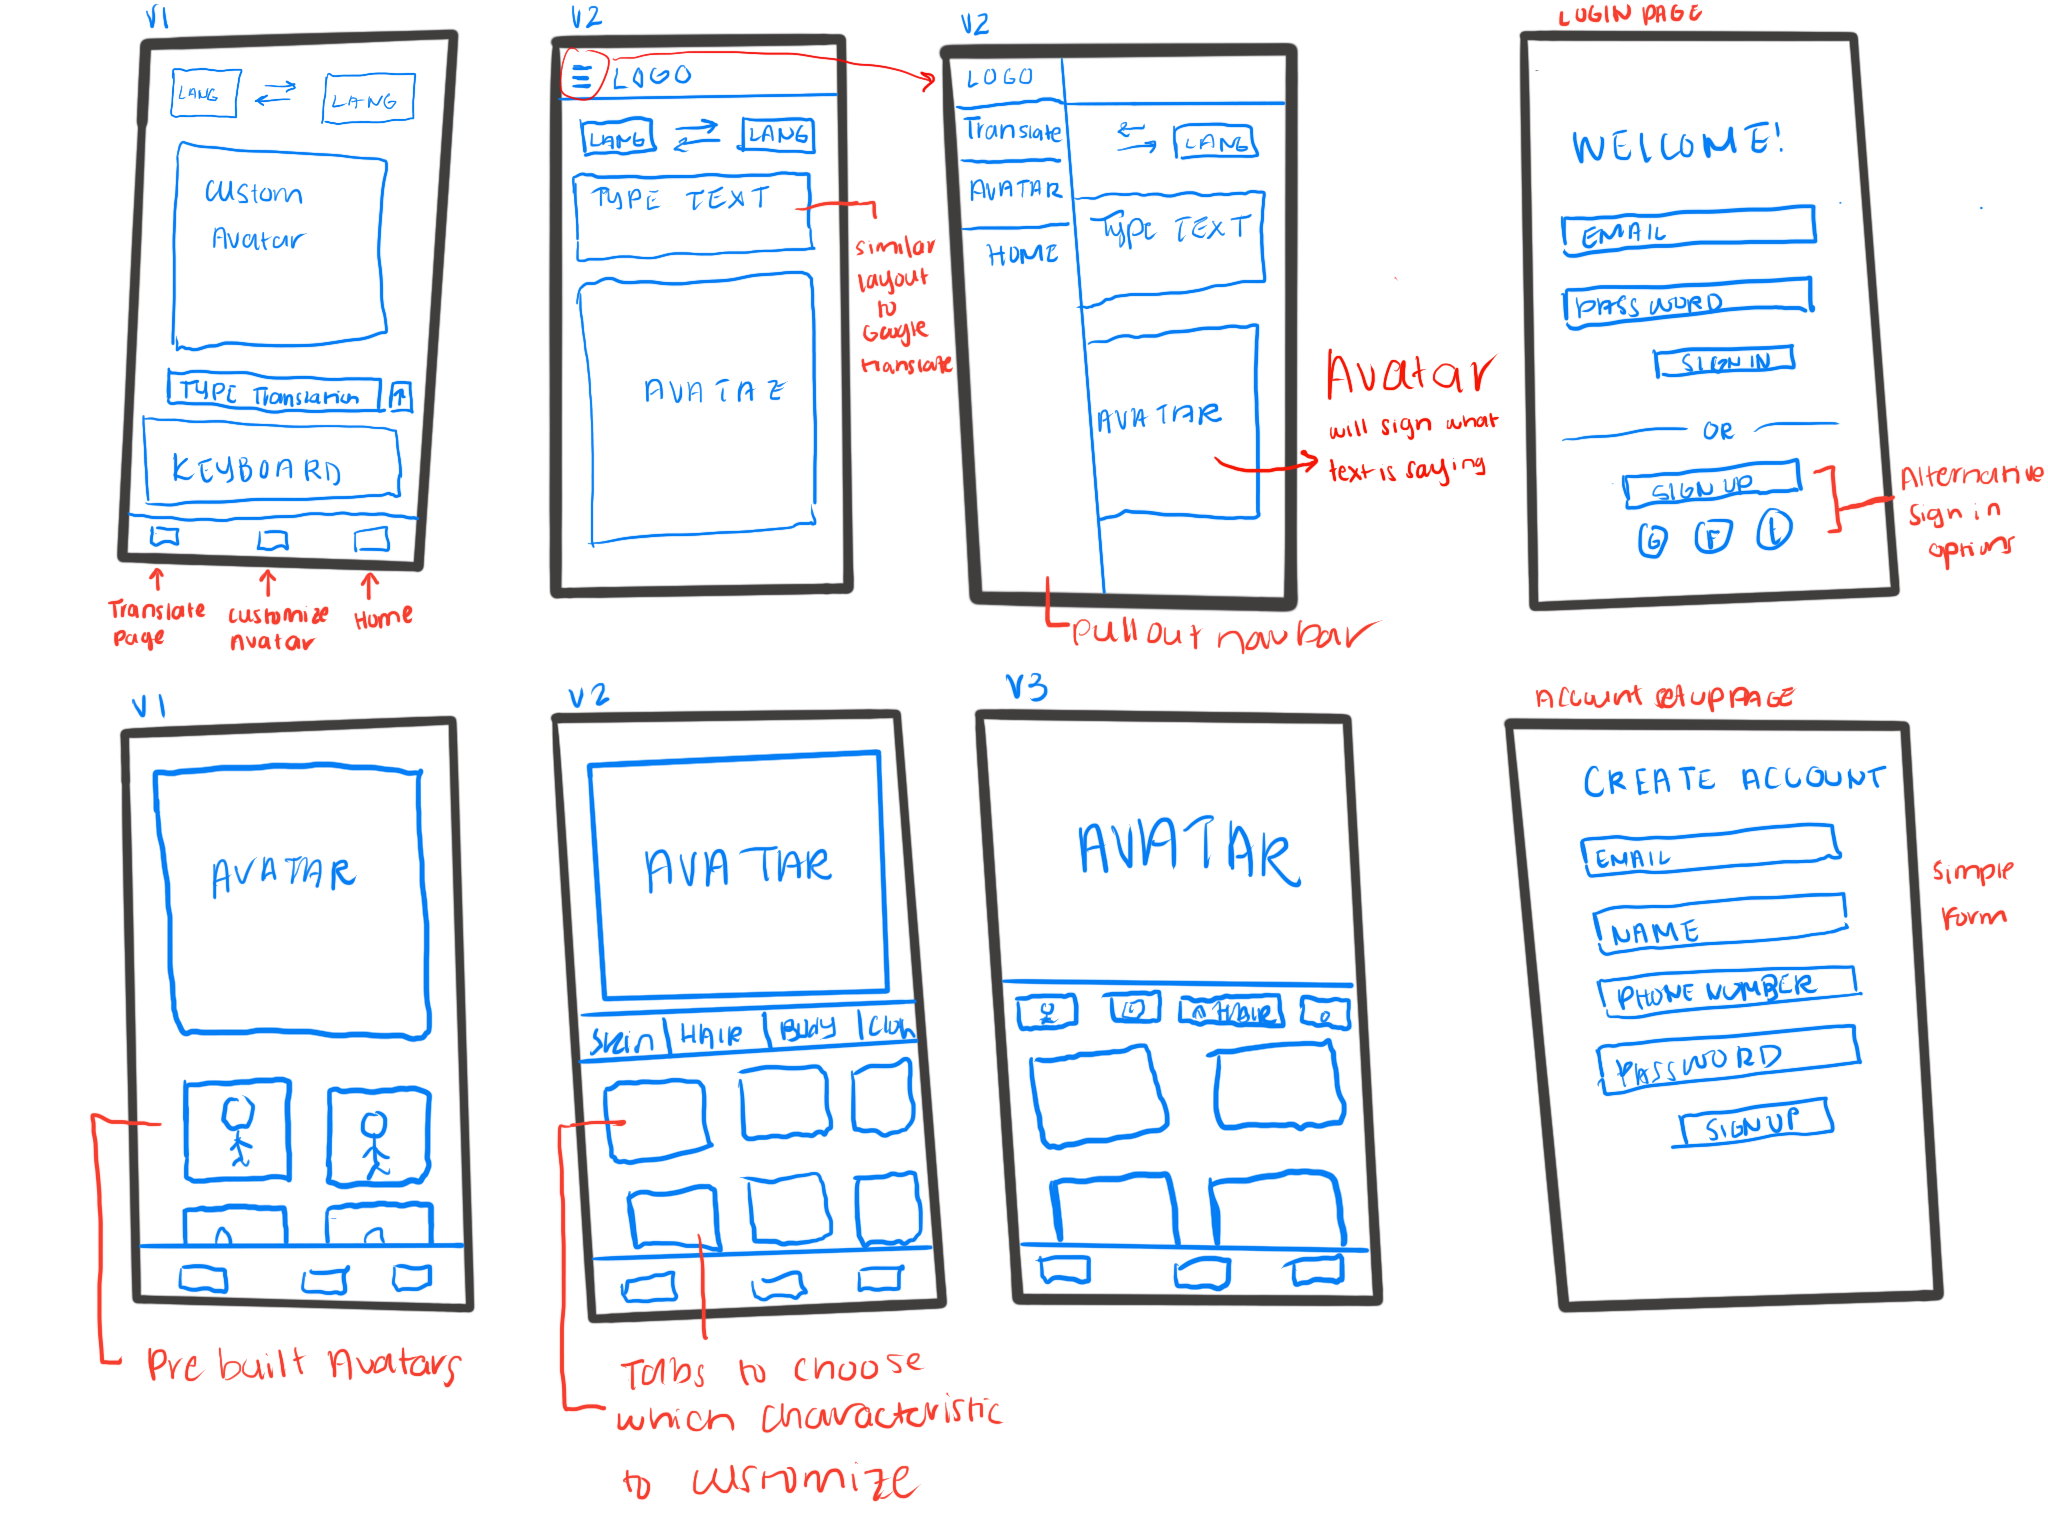 V1
LANG
LANG
Custom
Avatar
TYPE Translation
KEYBOARD
Translate
page
customize
Avatar
Home
V2
LOGO
LANG
LANG
TYPE TEXT
AVATAR
similar
layout
to
Google
translate
V2
LOGO
Translate
AVATAR
HOME
LANG
Type TEXT
AVATAR
Avatar
will sign what
text is saying
Pull out nav bar
LOGIN PAGE
WELCOME!
EMAIL
PASSWORD
SIGN IN
OR
SIGN UP
G F
Alternative
sign in
options
V1
AVATAR
Pre built Avatars
V2
AVATAR
Skin HAIR Body Cloth
Tabs to choose
which characteristic
to customize
V3
AVATAR
HAIR
Account set up PAGE
CREATE ACCOUNT
EMAIL
NAME
PHONE NUMBER
PASSWORD
SIGN UP
simple
form